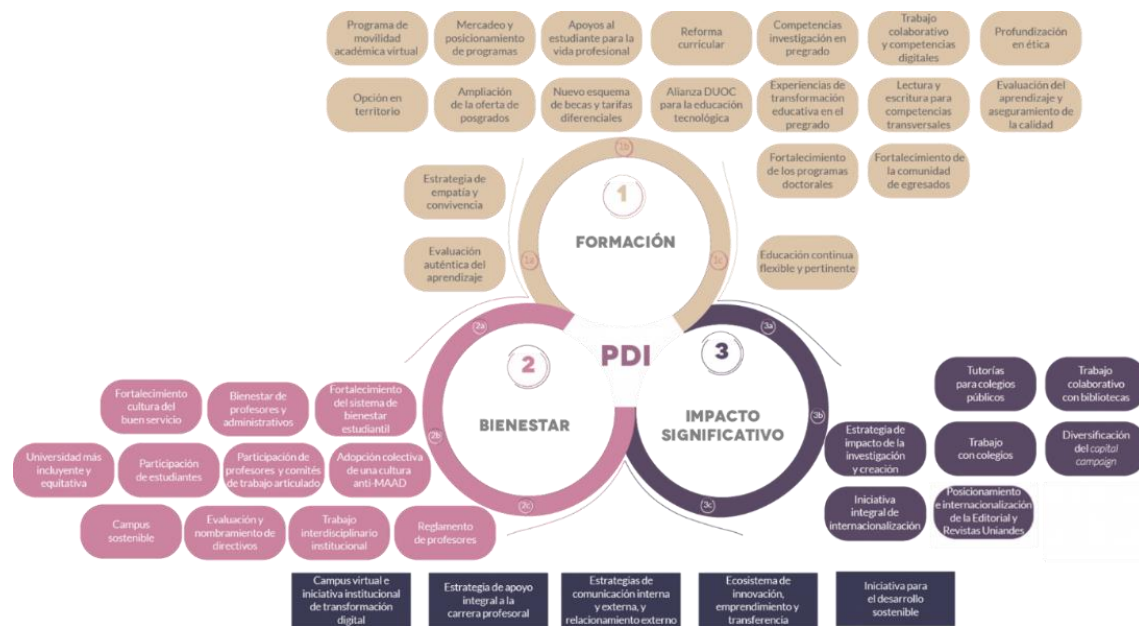 Programa de
movilidad
académica virtual
Mercadeo y
posicionamiento
de programas
Apoyos al
estudiante para la
vida profesional
Reforma
curricular
Competencias
investigación en
pregrado
Trabajo
colaborativo
y competencias
digitales
Profundización
en ética
Opción en
territorio
Ampliación
de la oferta de
posgrados
Nuevo esquema
de becas y tarifas
diferenciales
Alianza DUOC
para la educación
tecnológica
Experiencias de
transformación
educativa en el
pregrado
Lectura y
escritura para
competencias
transversales
Evaluación del
aprendizaje y
aseguramiento de
la calidad
Fortalecimiento
de los programas
doctorales
Fortalecimiento de
la comunidad
de egresados
Estrategia de
empatía y
convivencia
Evaluación
auténtica del
aprendizaje
1b
1
FORMACIÓN
1a
1c
Educación continua
flexible y pertinente
PDI
2a
2
BIENESTAR
2b
2c
3a
3
IMPACTO
SIGNIFICATIVO
3b
3c
Fortalecimiento
cultura del
buen servicio
Bienestar de
profesores y
administrativos
Fortalecimiento
del sistema de
bienestar
estudiantil
Universidad más
incluyente y
equitativa
Participación
de estudiantes
Participación de
profesores y comités
de trabajo articulado
Adopción colectiva
de una cultura
anti-MAAD
Campus
sostenible
Evaluación y
nombramiento de
directivos
Trabajo
interdisciplinario
institucional
Reglamento
de profesores
Tutorías
para colegios
públicos
Trabajo
colaborativo
con bibliotecas
Estrategia de
impacto de la
investigación
y creación
Trabajo
con colegios
Diversificación
del capital
campaign
Iniciativa
integral de
internacionalización
Posicionamiento
e internacionalización
de la Editorial y
Revistas Uniandes
Campus virtual e
iniciativa institucional
de transformación
digital
Estrategia de apoyo
integral a la
carrera profesoral
Estrategias de
comunicación interna
y externa, y
relacionamiento externo
Ecosistema de
innovación,
emprendimiento y
transferencia
Iniciativa para
el desarrollo
sostenible